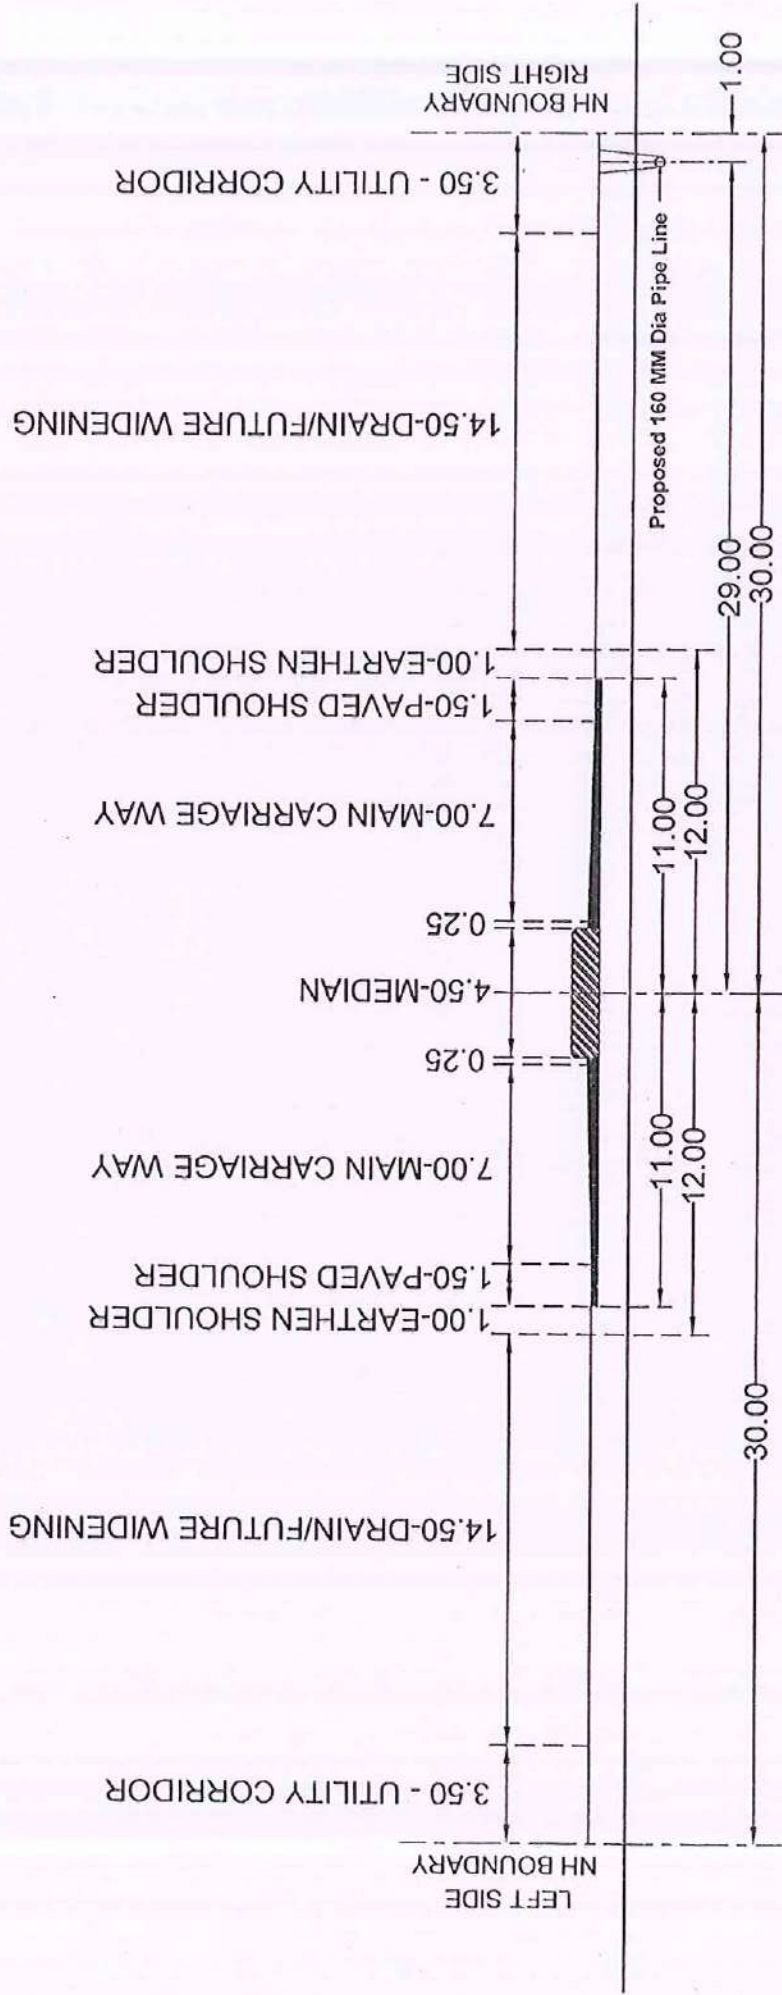 LEFT SIDE
NH BOUNDARY
3.50 - UTILITY CORRIDOR
14.50-DRAIN/FUTURE WIDENING
1.00-EARTHEN SHOULDER
1.50-PAVED SHOULDER
7.00-MAIN CARRIAGE WAY
0.25
4.50-MEDIAN
0.25
7.00-MAIN CARRIAGE WAY
1.50-PAVED SHOULDER
1.00-EARTHEN SHOULDER
14.50-DRAIN/FUTURE WIDENING
3.50 - UTILITY CORRIDOR
NH BOUNDARY
RIGHT SIDE
Proposed 160 MM Dia Pipe Line
11.00
11.00
12.00
12.00
29.00
1.00
30.00
30.00